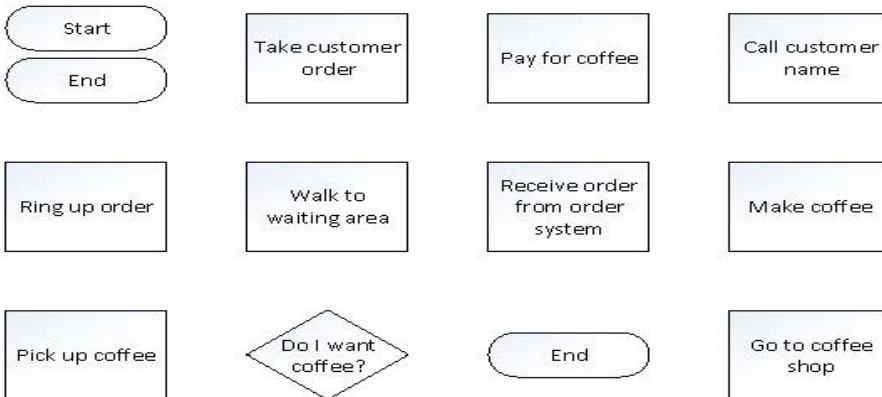 Start
End
Take customer
order
Pay for coffee
Call customer
name
Ring up order
Walk to
waiting area
Receive order
from order
system
Make coffee
Pick up coffee
Do I want
coffee?
End
Go to coffee
shop